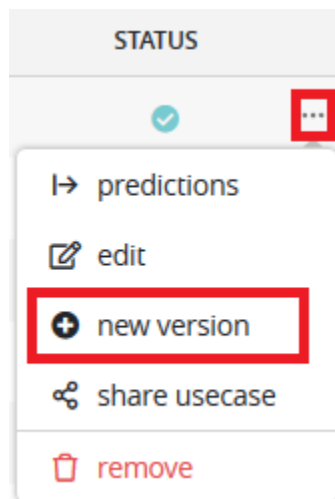 STATUS
predictions
edit
new version
share usecase
remove